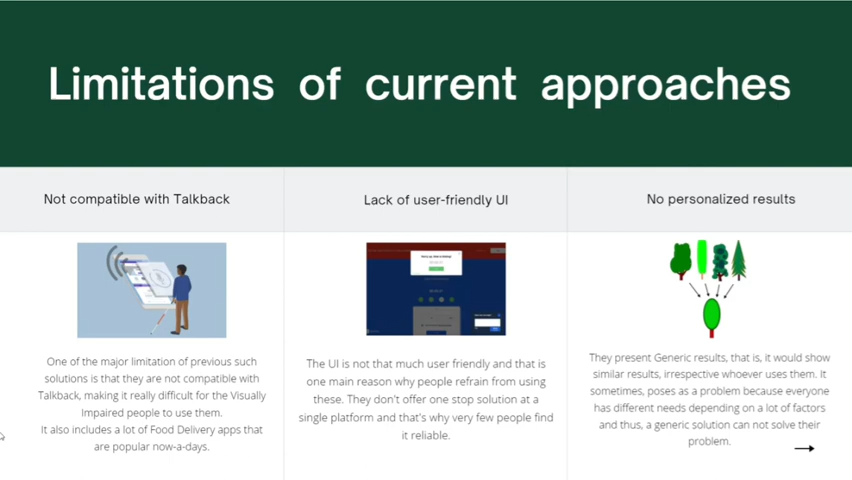 Limitations of current approaches
Not compatible with Talkback
Lack of user-friendly UI
No personalized results
One of the major limitation of previous such
solutions is that they are not compatible with
Talkback, making it really difficult for the Visually
Impaired people to use them.
It also includes a lot of Food Delivery apps that
are popular now-a-days.
The UI is not that much user friendly and that is
one main reason why people refrain from using
these. They don't offer one stop solution at a
single platform and that's why very few people find
it reliable.
They present Generic results, that is, it would show
similar results, irrespective whoever uses them. It
sometimes, poses as a problem because everyone
has different needs depending on a lot of factors
and thus, a generic solution can not solve their
problem.